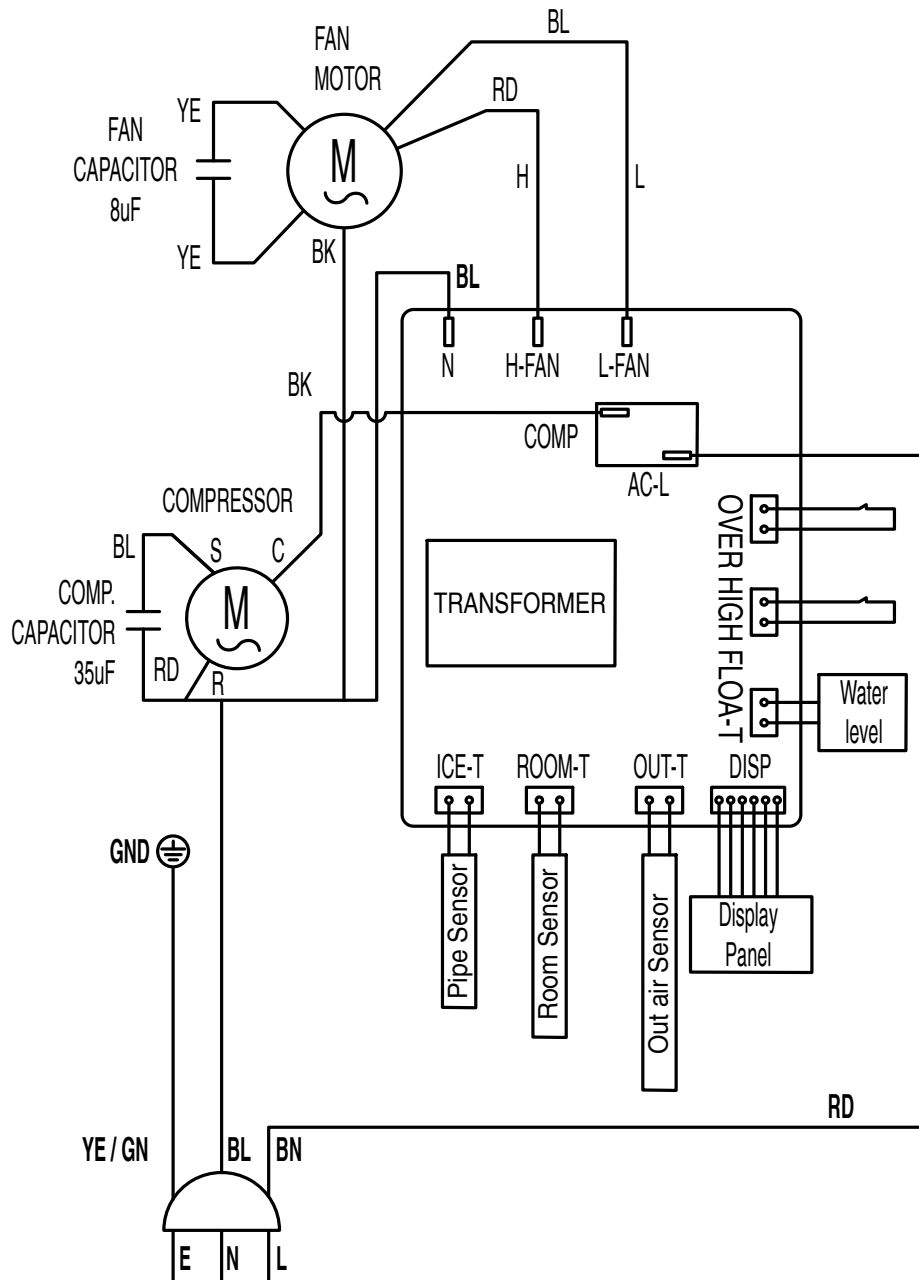 BL
FAN
MOTOR
RD
YE
FAN
CAPACITOR
8uF
M
H
L
YE
BK
BL
N
H-FAN
L-FAN
BK
COMP
AC-L
COMPRESSOR
OVER HIGH FLOA-T
BL
S
C
COMP.
CAPACITOR
35uF
M
TRANSFORMER
RD
R
Water
level
ICE-T
ROOM-T
OUT-T
DISP
GND
Pipe Sensor
Room Sensor
Out air Sensor
Display
Panel
RD
YE / GN
BL
BN
E
N
L